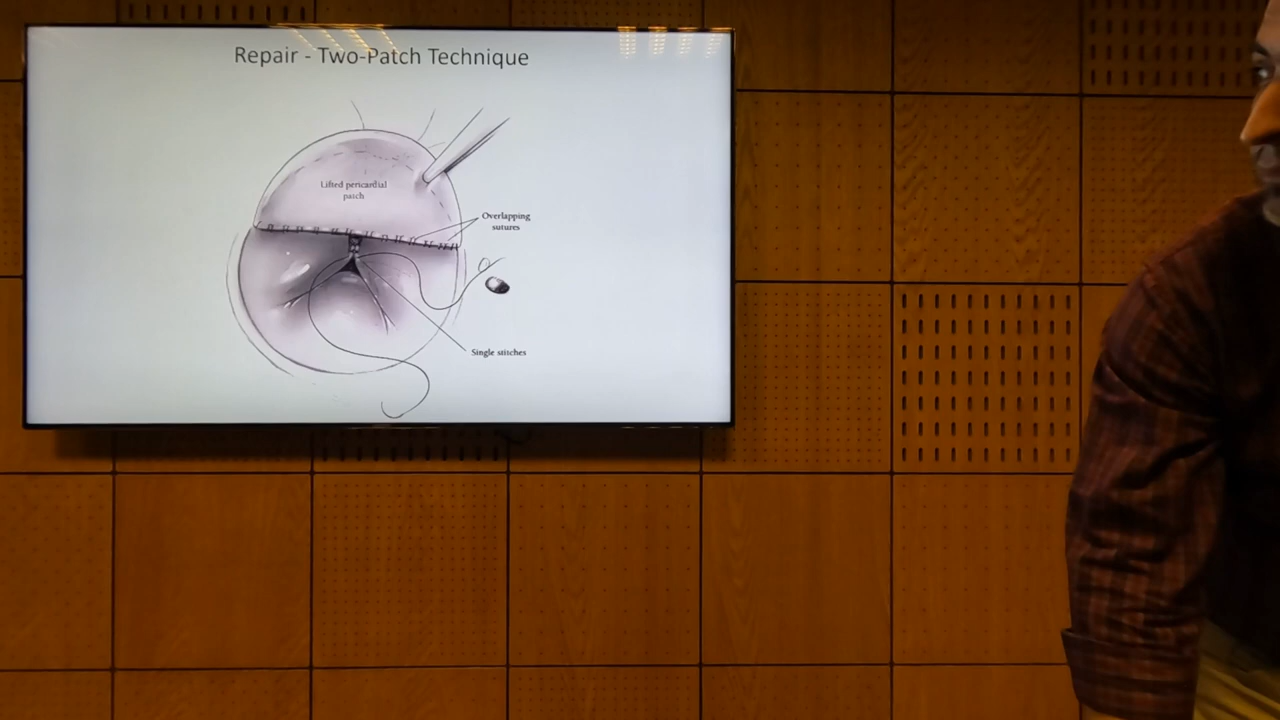 Repair - Two-Patch Technique
Lifted pericardial
patch
Overlapping
sutures
Single stitches